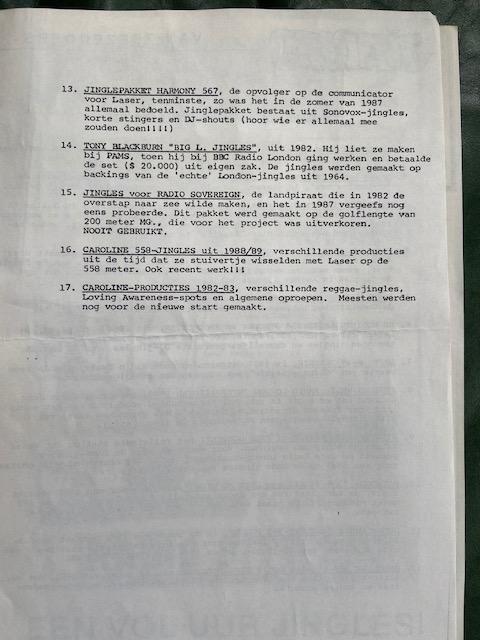 13. JINGLEPAKKET HARMONY 567, de opvolger op de communicator
voor Laser, tenminste, zo was het in de zomer van 1987
allemaal bedoeld. Jinglepakket bestaat uit Sonovox-jingles,
korte stingers en DJ-shouts (hoor wie er allemaal mee
zouden doen!!!!)
14. TONY BLACKBURN "BIG L. JINGLES", uit 1982. Hij liet ze maken
bij PAMS, toen hij bij BBC Radio London ging werken en betaalde
de set ($ 20.000) uit eigen zak. De jingles werden gemaakt op
backings van de 'echte' London-jingles uit 1964.
15. JINGLES voor RADIO SOVEREIGN, de landpiraat die in 1982 de
overstap naar zee wilde maken, en het in 1987 vergeefs nog
eens probeerde. Dit pakket werd gemaakt op de golflengte van
200 meter MG., die voor het project was uitverkoren.
NOOIT GEBRUIKT.
16. CAROLINE 558-JINGLES uit 1988/89, verschillende producties
uit de tijd dat ze stuivertje wisselden met Laser op de
558 meter. Ook recent werk!!!
17. CAROLINE-PRODUCTIES 1982-83, verschillende reggae-jingles,
Loving Awareness-spots en algemene oproepen. Meesten werden
nog voor de nieuwe start gemaakt.